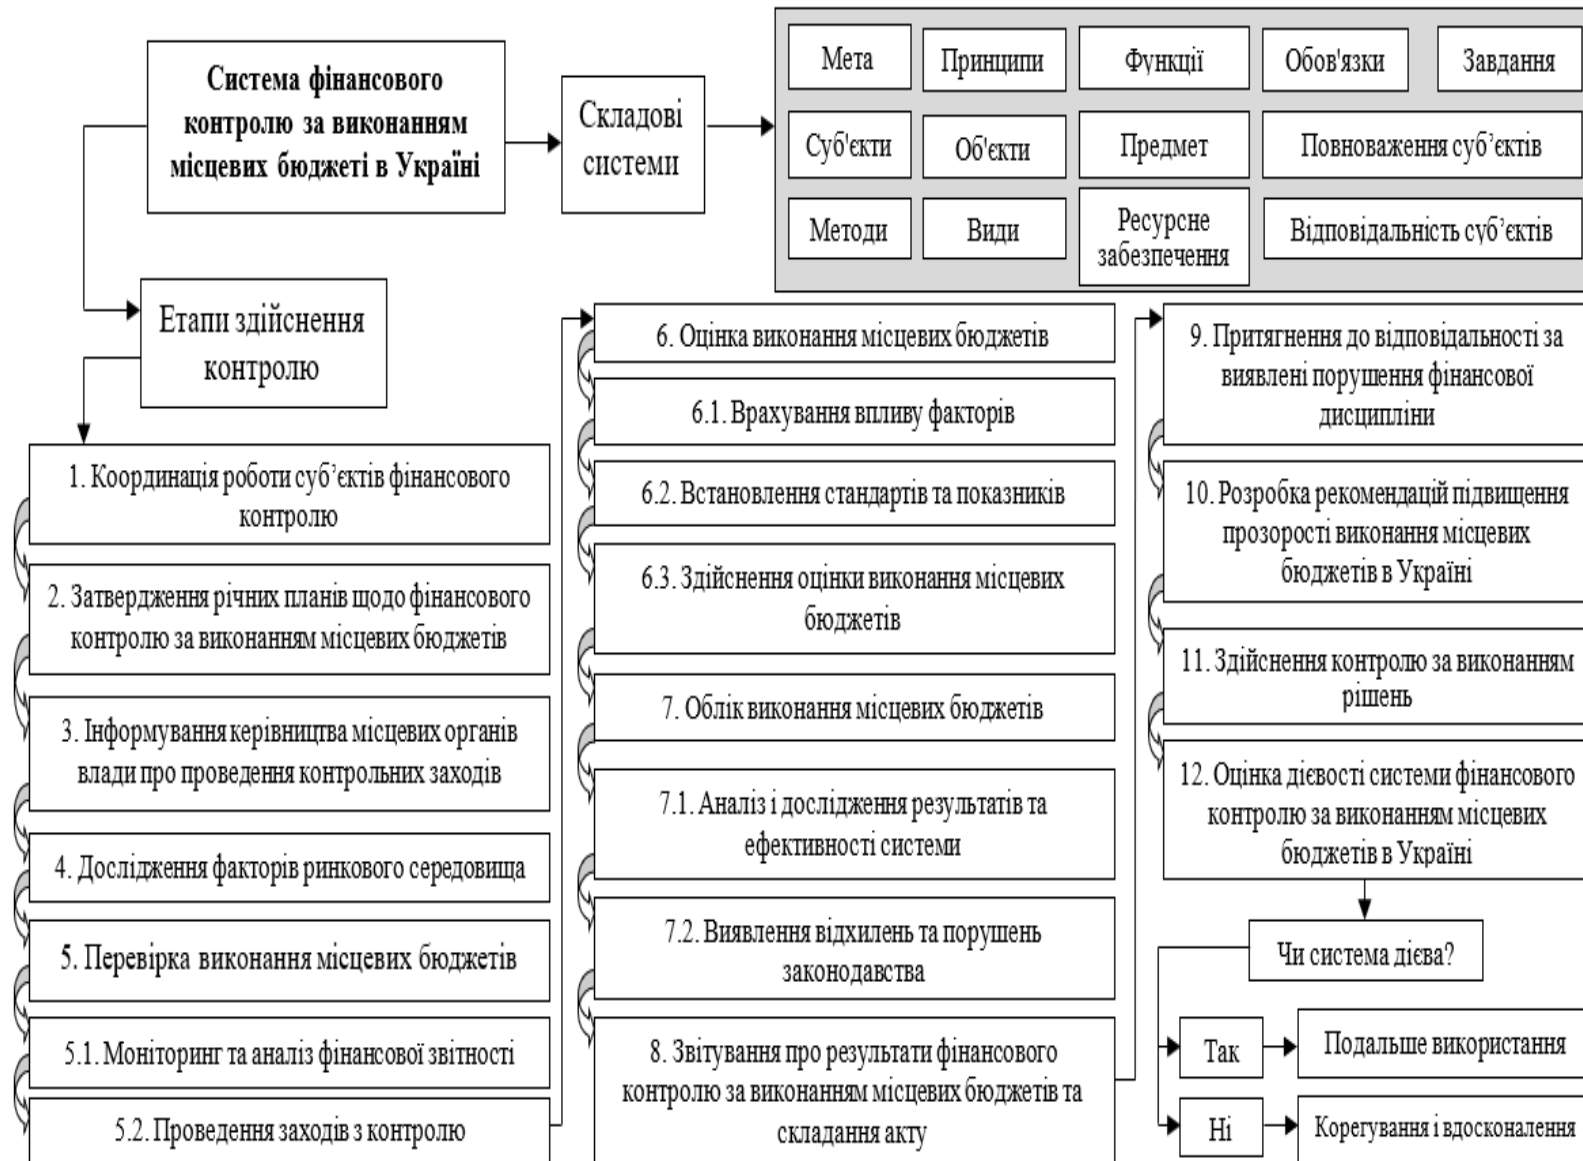 Система фінансового
контролю за виконанням
місцевих бюджеті в Україні
Складові
системи
Мета
Принципи
Функції
Обов'язки
Завдання
Суб'єкти
Об'єкти
Предмет
Повноваження суб’єктів
Методи
Види
Ресурсне
забезпечення
Відповідальність суб’єктів
Етапи здійснення
контролю
1. Координація роботи суб’єктів фінансового
контролю
2. Затвердження річних планів щодо фінансового
контролю за виконанням місцевих бюджетів
3. Інформування керівництва місцевих органів
влади про проведення контрольних заходів
4. Дослідження факторів ринкового середовища
5. Перевірка виконання місцевих бюджетів
5.1. Моніторинг та аналіз фінансової звітності
5.2. Проведення заходів з контролю
6. Оцінка виконання місцевих бюджетів
6.1. Врахування впливу факторів
6.2. Встановлення стандартів та показників
6.3. Здійснення оцінки виконання місцевих
бюджетів
7. Облік виконання місцевих бюджетів
7.1. Аналіз і дослідження результатів та
ефективності системи
7.2. Виявлення відхилень та порушень
законодавства
8. Звітування про результати фінансового
контролю за виконанням місцевих бюджетів та
складання акту
9. Притягнення до відповідальності за
виявлені порушення фінансової
дисципліни
10. Розробка рекомендацій підвищення
прозорості виконання місцевих
бюджетів в Україні
11. Здійснення контролю за виконанням
рішень
12. Оцінка дієвості системи фінансового
контролю за виконанням місцевих
бюджетів в Україні
Чи система дієва?
Так
Подальше використання
Ні
Корегування і вдосконалення